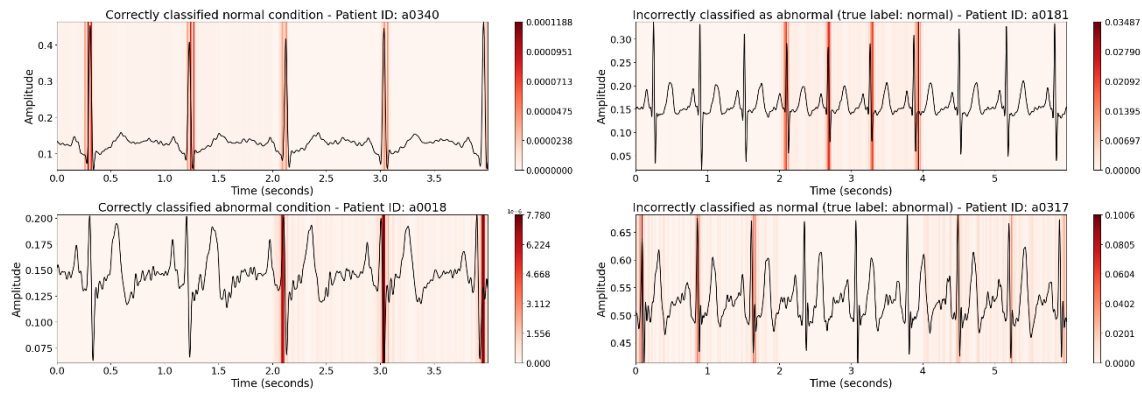 Correctly classified normal condition - Patient ID: a0340
Amplitude
0.4
0.3
0.2
0.1
0.0 0.5 1.0 1.5 2.0 2.5 3.0 3.5
Time (seconds)
0.0001188
0.0000951
0.0000713
0.0000475
0.0000238
0.0000000
Incorrectly classified as abnormal (true label: normal) - Patient ID: a0181
Amplitude
0.30
0.25
0.20
0.15
0.10
0.05
0 1 2 3 4 5
Time (seconds)
0.03487
0.02790
0.02092
0.01395
0.00697
0.00000
Correctly classified abnormal condition - Patient ID: a0018
Amplitude
0.200
0.175
0.150
0.125
0.100
0.075
0.0 0.5 1.0 1.5 2.0 2.5 3.0 3.5
Time (seconds)
1e-6
7.780
6.224
4.668
3.112
1.556
0.000
Incorrectly classified as normal (true label: abnormal) - Patient ID: a0317
Amplitude
0.65
0.60
0.55
0.50
0.45
0 1 2 3 4 5
Time (seconds)
0.1006
0.0805
0.0604
0.0402
0.0201
0.0000